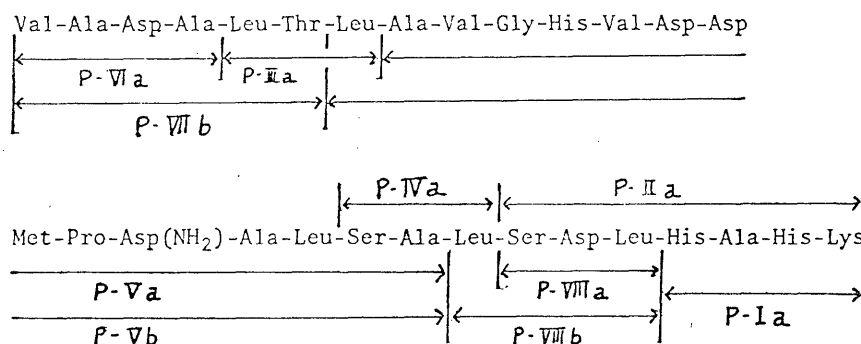 Val-Ala-Asp-Ala-Leu-Thr-Leu-Ala-Val-Gly-His-Val-Asp-Asp
P-VIa P-IIIa
P-VIIb
P-IVa P-IIa
Met-Pro-Asp(NH₂)-Ala-Leu-Ser-Ala-Leu-Ser-Asp-Leu-His-Ala-His-Lys
P-Va P-VIIIa
P-Vb P-VIIIb P-Ia